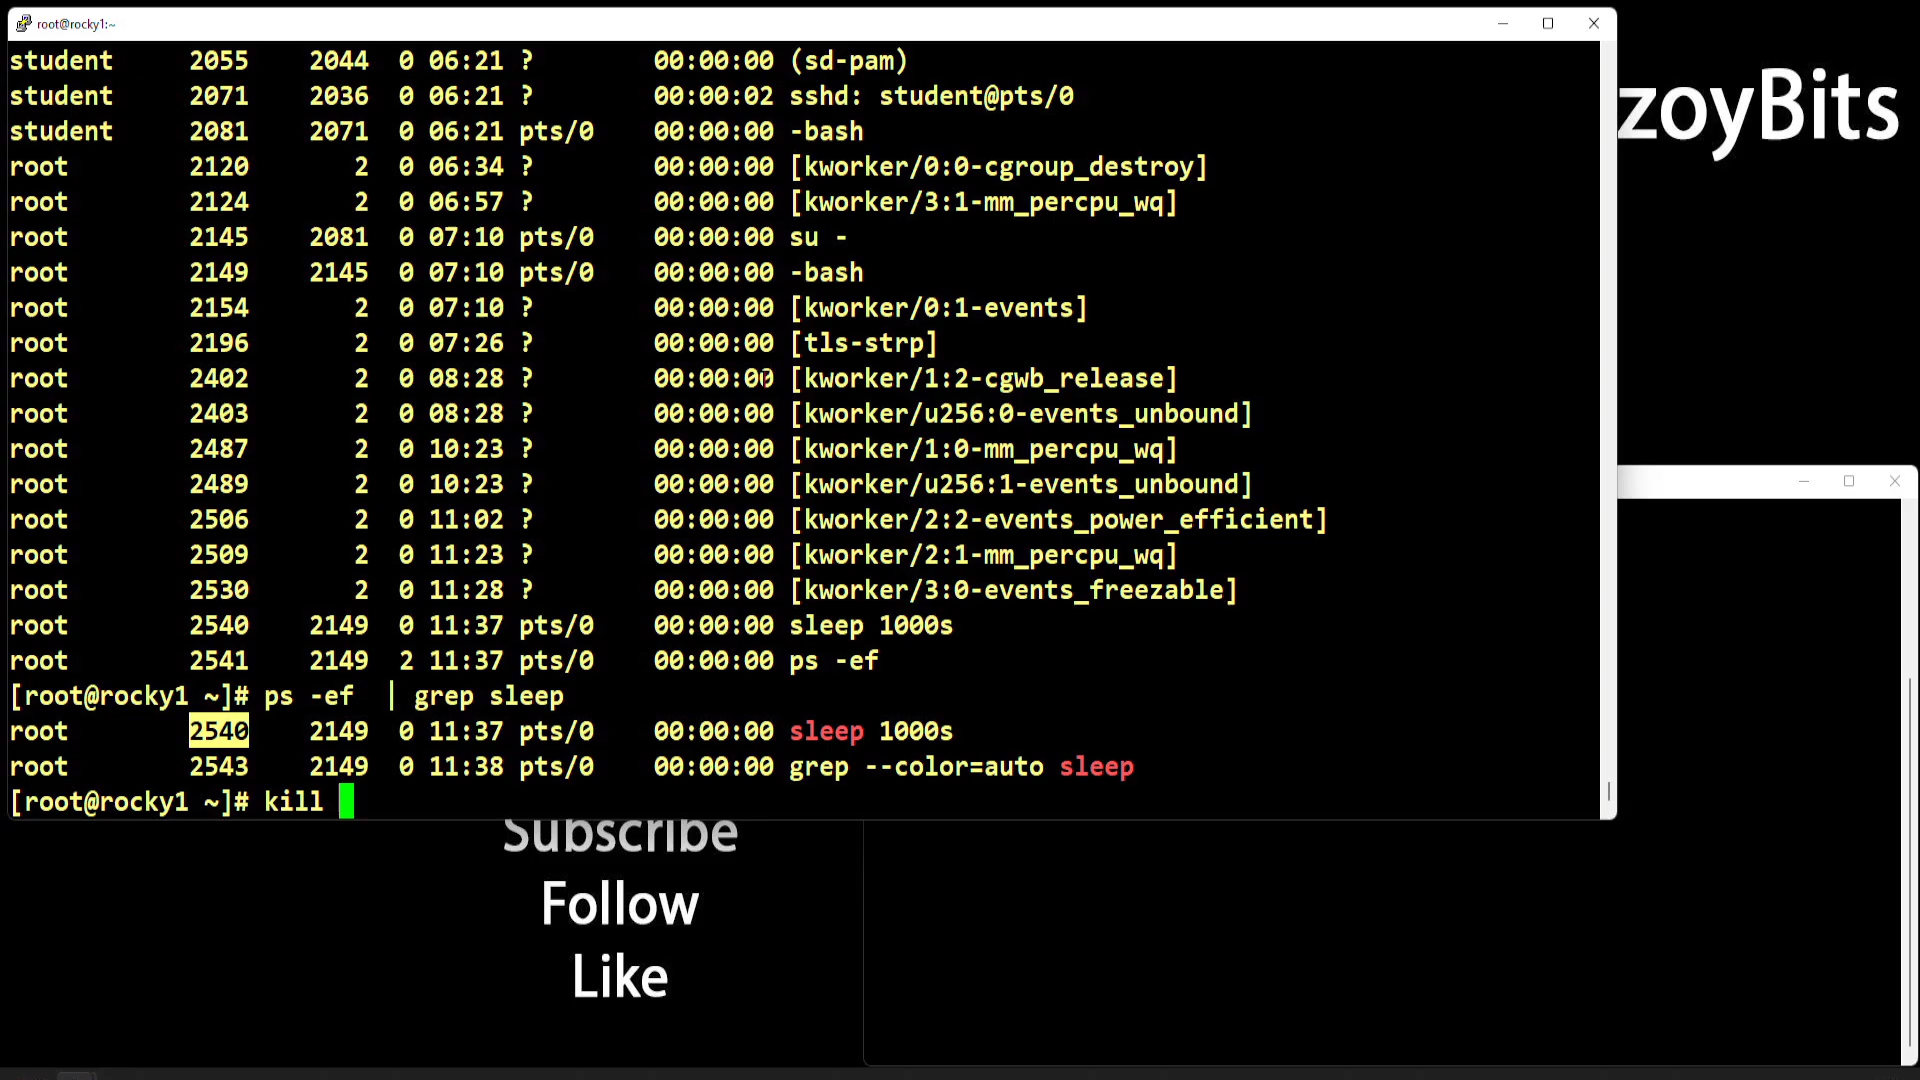 root@rocky1:~
student 2055 2044 0 06:21 ? 00:00:00 (sd-pam)
student 2071 2036 0 06:21 ? 00:00:02 sshd: student@pts/0
student 2081 2071 0 06:21 pts/0 00:00:00 -bash
root 2120 2 0 06:34 ? 00:00:00 [kworker/0:0-cgroup_destroy]
root 2124 2 0 06:57 ? 00:00:00 [kworker/3:1-mm_percpu_wq]
root 2145 2081 0 07:10 pts/0 00:00:00 su -
root 2149 2145 0 07:10 pts/0 00:00:00 -bash
root 2154 2 0 07:10 ? 00:00:00 [kworker/0:1-events]
root 2196 2 0 07:26 ? 00:00:00 [tls-strp]
root 2402 2 0 08:28 ? 00:00:00 [kworker/1:2-cgwb_release]
root 2403 2 0 08:28 ? 00:00:00 [kworker/u256:0-events_unbound]
root 2487 2 0 10:23 ? 00:00:00 [kworker/1:0-mm_percpu_wq]
root 2489 2 0 10:23 ? 00:00:00 [kworker/u256:1-events_unbound]
root 2506 2 0 11:02 ? 00:00:00 [kworker/2:2-events_power_efficient]
root 2509 2 0 11:23 ? 00:00:00 [kworker/2:1-mm_percpu_wq]
root 2530 2 0 11:28 ? 00:00:00 [kworker/3:0-events_freezable]
root 2540 2149 0 11:37 pts/0 00:00:00 sleep 1000s
root 2541 2149 2 11:37 pts/0 00:00:00 ps -ef
[root@rocky1 ~]# ps -ef | grep sleep
root 2540 2149 0 11:37 pts/0 00:00:00 sleep 1000s
root 2543 2149 0 11:38 pts/0 00:00:00 grep --color=auto sleep
[root@rocky1 ~]# kill
zoyBits
Subscribe
Follow
Like